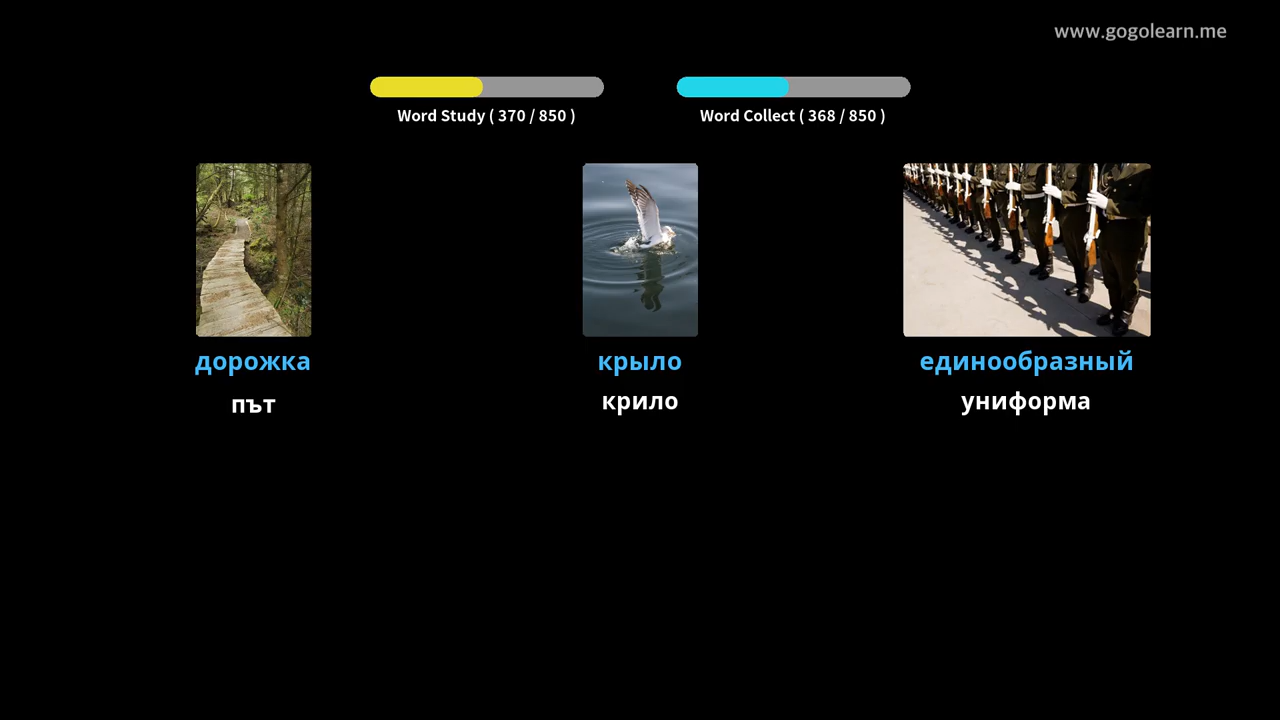 www.gogolearn.me
Word Study ( 370 / 850 )
Word Collect ( 368 / 850 )
дорожка
крыло
единообразный
път
крило
униформа